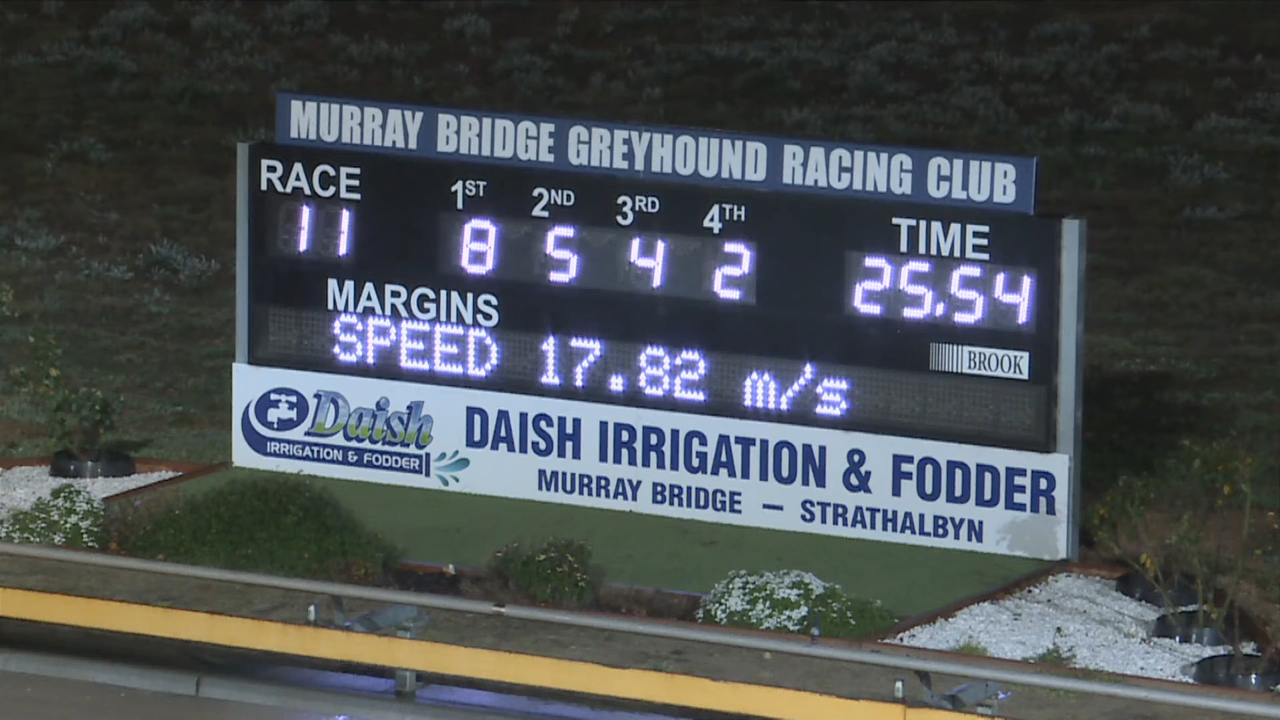 MURRAY BRIDGE GREYHOUND RACING CLUB
RACE 1ST 2ND 3RD 4TH TIME
11 8 5 4 2 25.54
MARGINS
SPEED 17.82 m/s
BROOK
Daish
IRRIGATION & FODDER
DAISH IRRIGATION & FODDER
MURRAY BRIDGE – STRATHALBYN